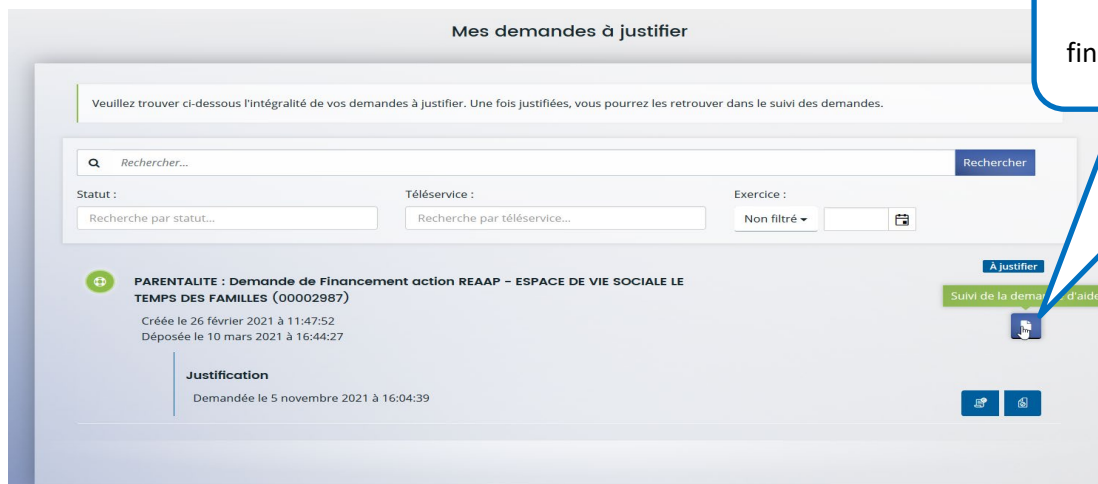 Mes demandes à justifier
fin
Veuillez trouver ci-dessous l'intégralité de vos demandes à justifier. Une fois justifiées, vous pourrez les retrouver dans le suivi des demandes.
Rechercher...
Rechercher
Statut :
Téléservice :
Exercice :
Recherche par statut...
Recherche par téléservice...
Non filtré
À justifier
PARENTALITE : Demande de Financement action REAAP - ESPACE DE VIE SOCIALE LE
TEMPS DES FAMILLES (00002987)
Suivi de la d'aide
Créée le 26 février 2021 à 11:47:52
Déposée le 10 mars 2021 à 16:44:27
Justification
Demandée le 5 novembre 2021 à 16:04:39